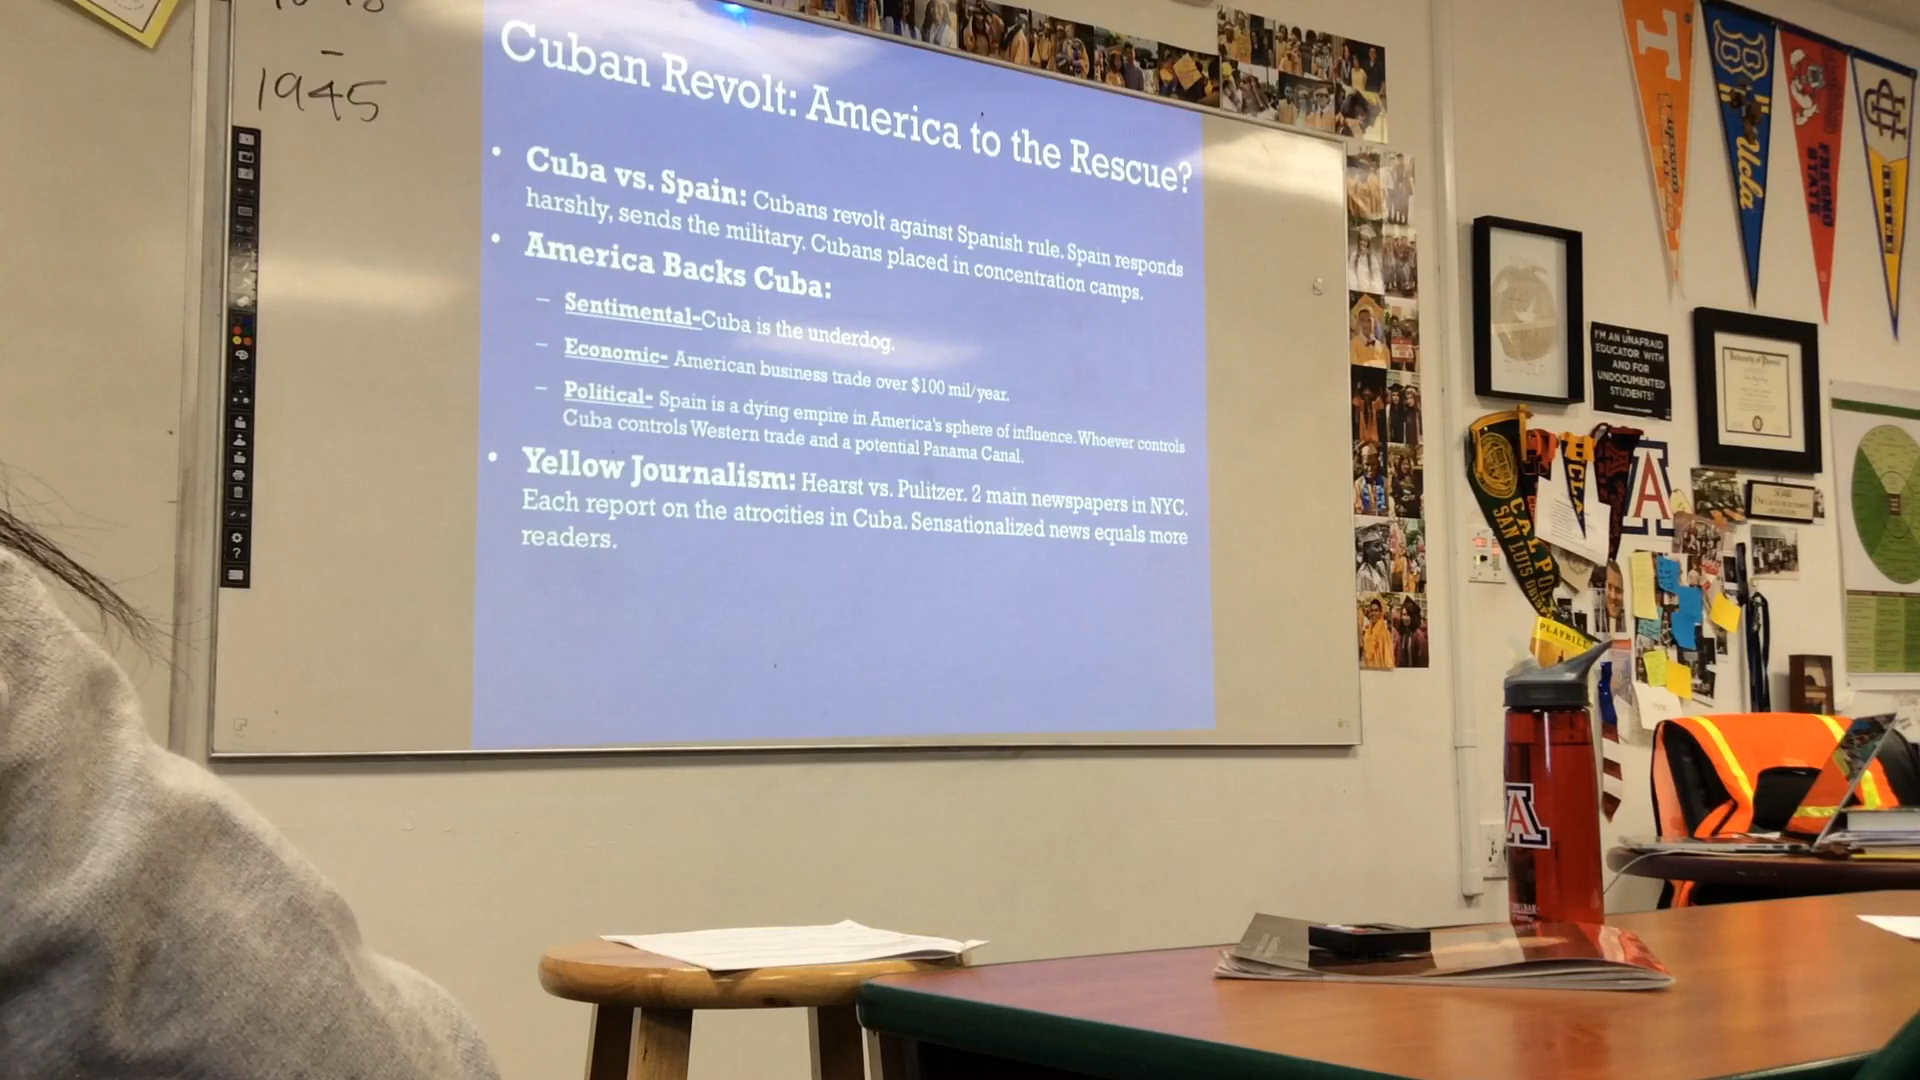 1945
Cuban Revolt: America to the Rescue?
• Cuba vs. Spain: Cubans revolt against Spanish rule. Spain responds
harshly, sends the military. Cubans placed in concentration camps.
• America Backs Cuba:
– Sentimental-Cuba is the underdog.
– Economic- American business trade over $100 mil/year.
– Political- Spain is a dying empire in America's sphere of influence. Whoever controls
Cuba controls Western trade and a potential Panama Canal.
• Yellow Journalism: Hearst vs. Pulitzer. 2 main newspapers in NYC.
Each report on the atrocities in Cuba. Sensationalized news equals more
readers.
?
T
B
Ucla
FRESNO
STATE
IRVINE
I'M AN UNAFRAID
EDUCATOR WITH
AND FOR
UNDOCUMENTED
STUDENTS!
CAL POLY
SAN LUIS OBISPO
UCLA
A
PLAYBILL
A